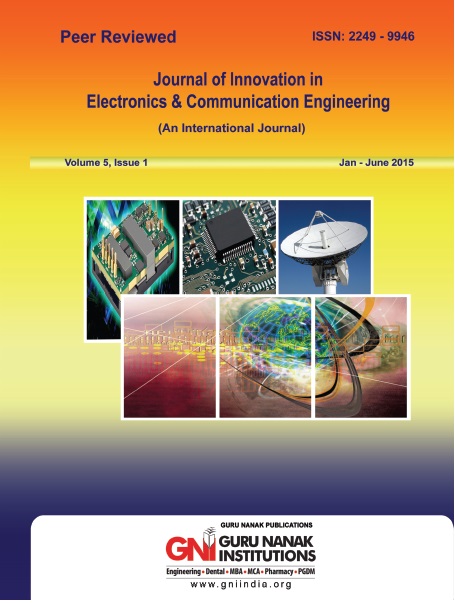 Peer Reviewed
ISSN: 2249 - 9946
Journal of Innovation in
Electronics & Communication Engineering
(An International Journal)
Volume 5, Issue 1
Jan - June 2015
GURU NANAK PUBLICATIONS
GNI GURU NANAK
INSTITUTIONS
Engineering • Dental • MBA • MCA • Pharmacy • PGDM
www.gniindia.org